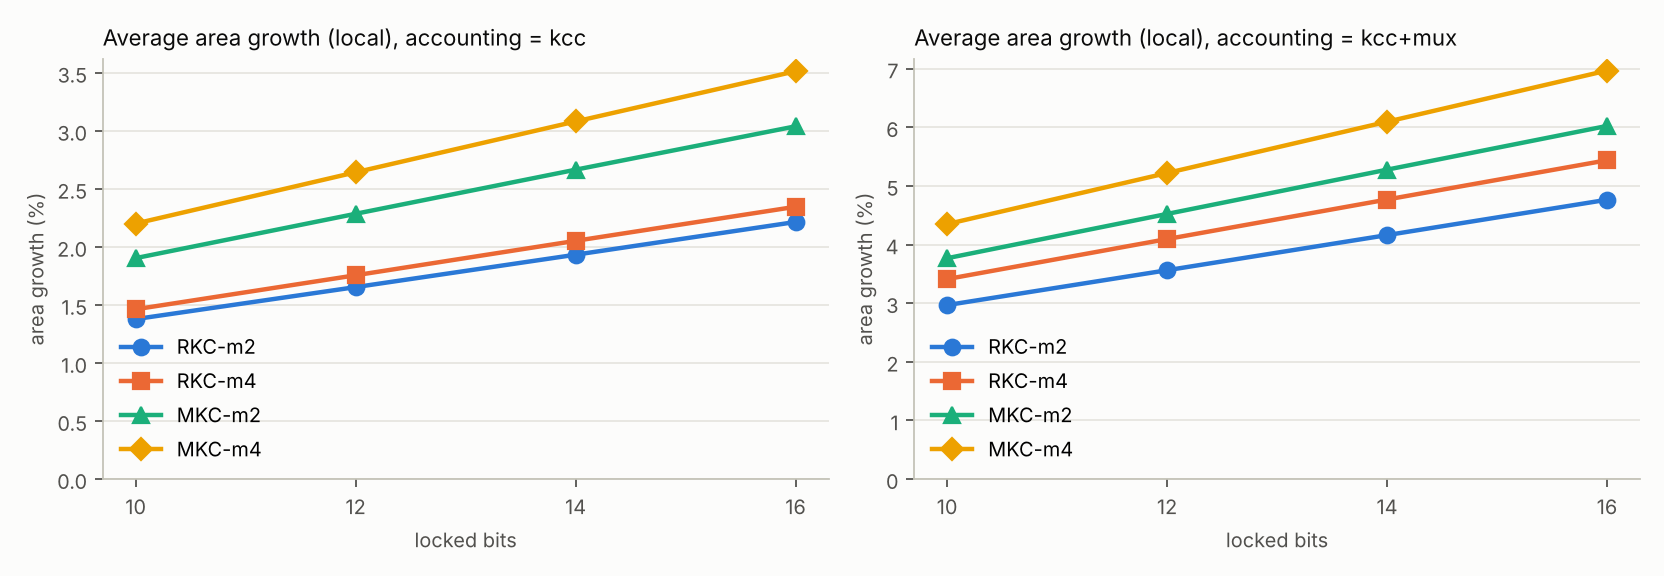 Average area growth (local), accounting = kcc
area growth (%)
3.5
3.0
2.5
2.0
1.5
1.0
0.5
0.0
RKC-m2
RKC-m4
MKC-m2
MKC-m4
10 12 14 16
locked bits
Average area growth (local), accounting = kcc+mux
area growth (%)
7
6
5
4
3
2
1
0
RKC-m2
RKC-m4
MKC-m2
MKC-m4
10 12 14 16
locked bits